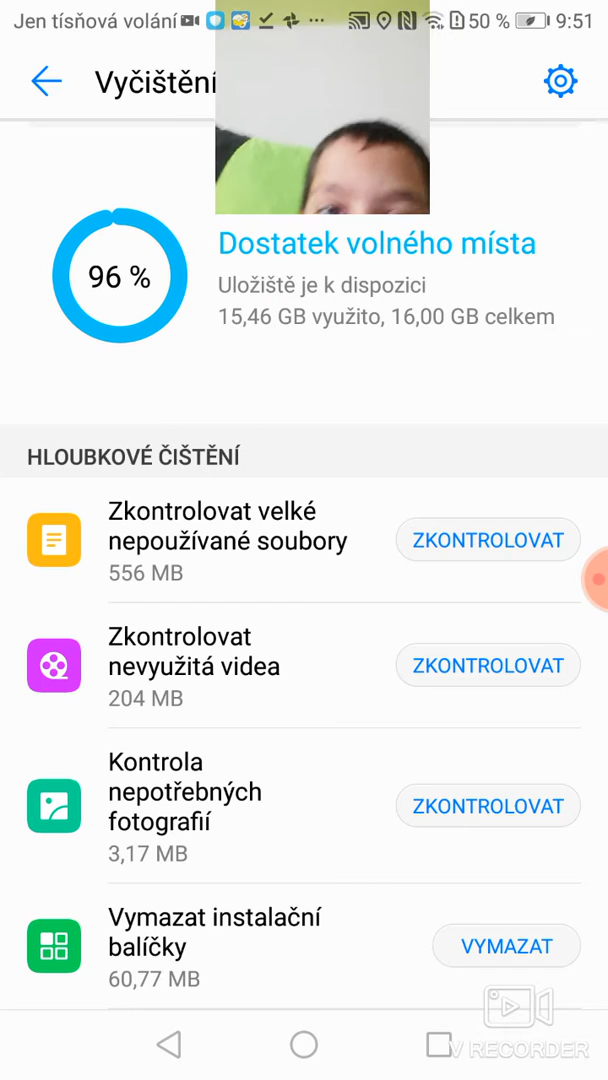 Jen tísňová volání 50 % 9:51
Vyčištění
96 %
Dostatek volného místa
Uložiště je k dispozici
15,46 GB využito, 16,00 GB celkem
HLOUBKOVÉ ČIŠTĚNÍ
Zkontrolovat velké
nepoužívané soubory
ZKONTROLOVAT
556 MB
Zkontrolovat
nevyužitá videa
ZKONTROLOVAT
204 MB
Kontrola
nepotřebných
fotografií
ZKONTROLOVAT
3,17 MB
Vymazat instalační
balíčky
VYMAZAT
60,77 MB
V RECORDER